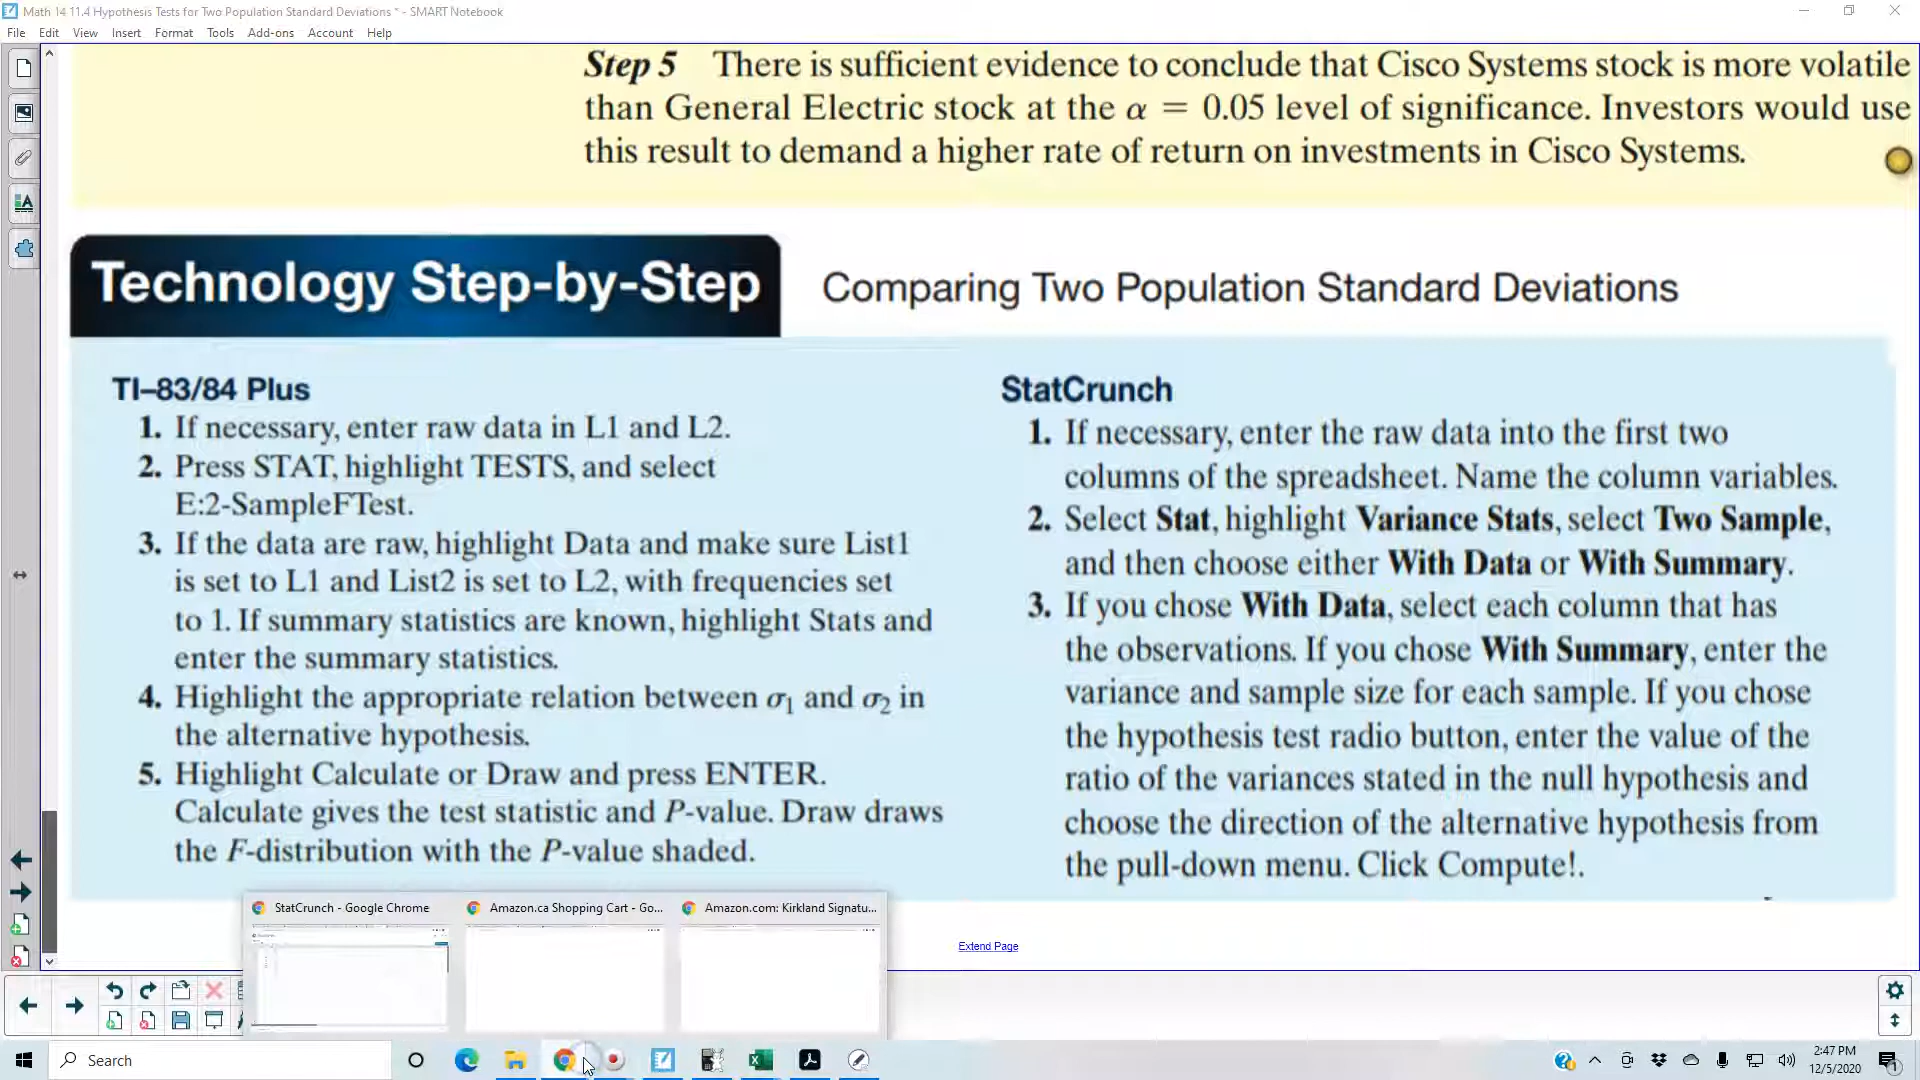 Math 14 11.4 Hypothesis Tests for Two Population Standard Deviations * - SMART Notebook
File Edit View Insert Format Tools Add-ons Account Help
Step 5 There is sufficient evidence to conclude that Cisco Systems stock is more volatile
than General Electric stock at the α = 0.05 level of significance. Investors would use
this result to demand a higher rate of return on investments in Cisco Systems.
Technology Step-by-Step
Comparing Two Population Standard Deviations
TI–83/84 Plus
1. If necessary, enter raw data in L1 and L2.
2. Press STAT, highlight TESTS, and select
E:2-SampleFTest.
3. If the data are raw, highlight Data and make sure List1
is set to L1 and List2 is set to L2, with frequencies set
to 1. If summary statistics are known, highlight Stats and
enter the summary statistics.
4. Highlight the appropriate relation between σ1 and σ2 in
the alternative hypothesis.
5. Highlight Calculate or Draw and press ENTER.
Calculate gives the test statistic and P-value. Draw draws
the F-distribution with the P-value shaded.
StatCrunch
1. If necessary, enter the raw data into the first two
columns of the spreadsheet. Name the column variables.
2. Select Stat, highlight Variance Stats, select Two Sample,
and then choose either With Data or With Summary.
3. If you chose With Data, select each column that has
the observations. If you chose With Summary, enter the
variance and sample size for each sample. If you chose
the hypothesis test radio button, enter the value of the
ratio of the variances stated in the null hypothesis and
choose the direction of the alternative hypothesis from
the pull-down menu. Click Compute!.
StatCrunch - Google Chrome
Amazon.ca Shopping Cart - Go...
Amazon.com: Kirkland Signatu...
Extend Page
Search
2:47 PM
12/5/2020